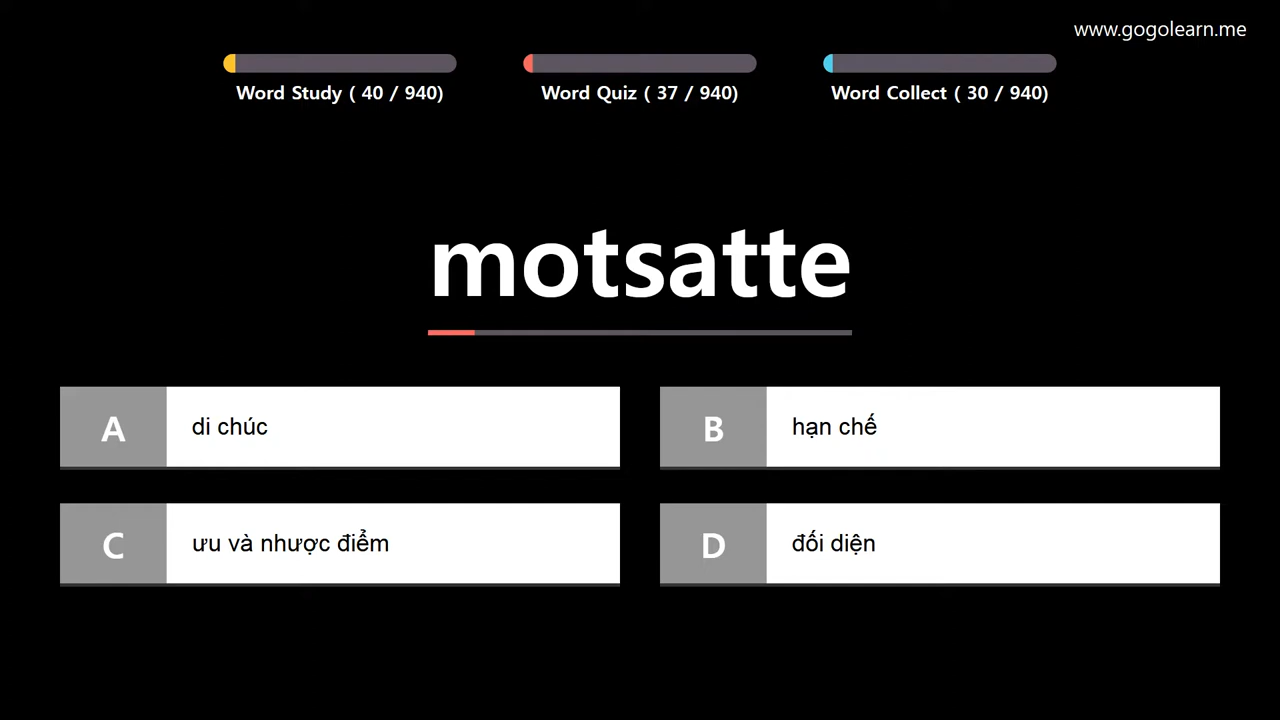 www.gogolearn.me
Word Study ( 40 / 940)
Word Quiz ( 37 / 940)
Word Collect ( 30 / 940)
motsatte
A
di chúc
B
hạn chế
C
ưu và nhược điểm
D
đối diện